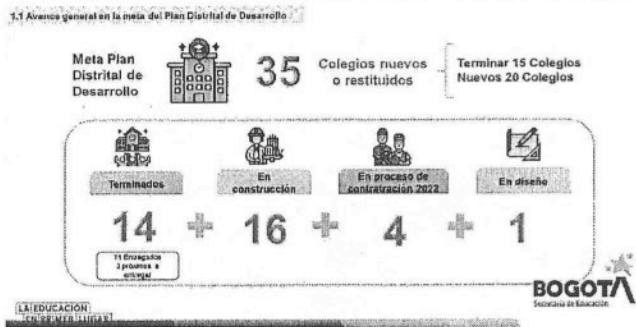 1.1 Avance general en la meta del Plan Distrital de Desarrollo
Meta Plan
Distrital de
Desarrollo
35
Colegios nuevos
o restituidos
Terminar 15 Colegios
Nuevos 20 Colegios
Terminados
En
construcción
En proceso de
contratración 2022
En diseño
14 + 16 + 4 + 1
11 Entregados
3 próximos a
entregar
LA EDUCACIÓN
EN PRIMER LUGAR
BOGOTÁ
Secretaría de Educación